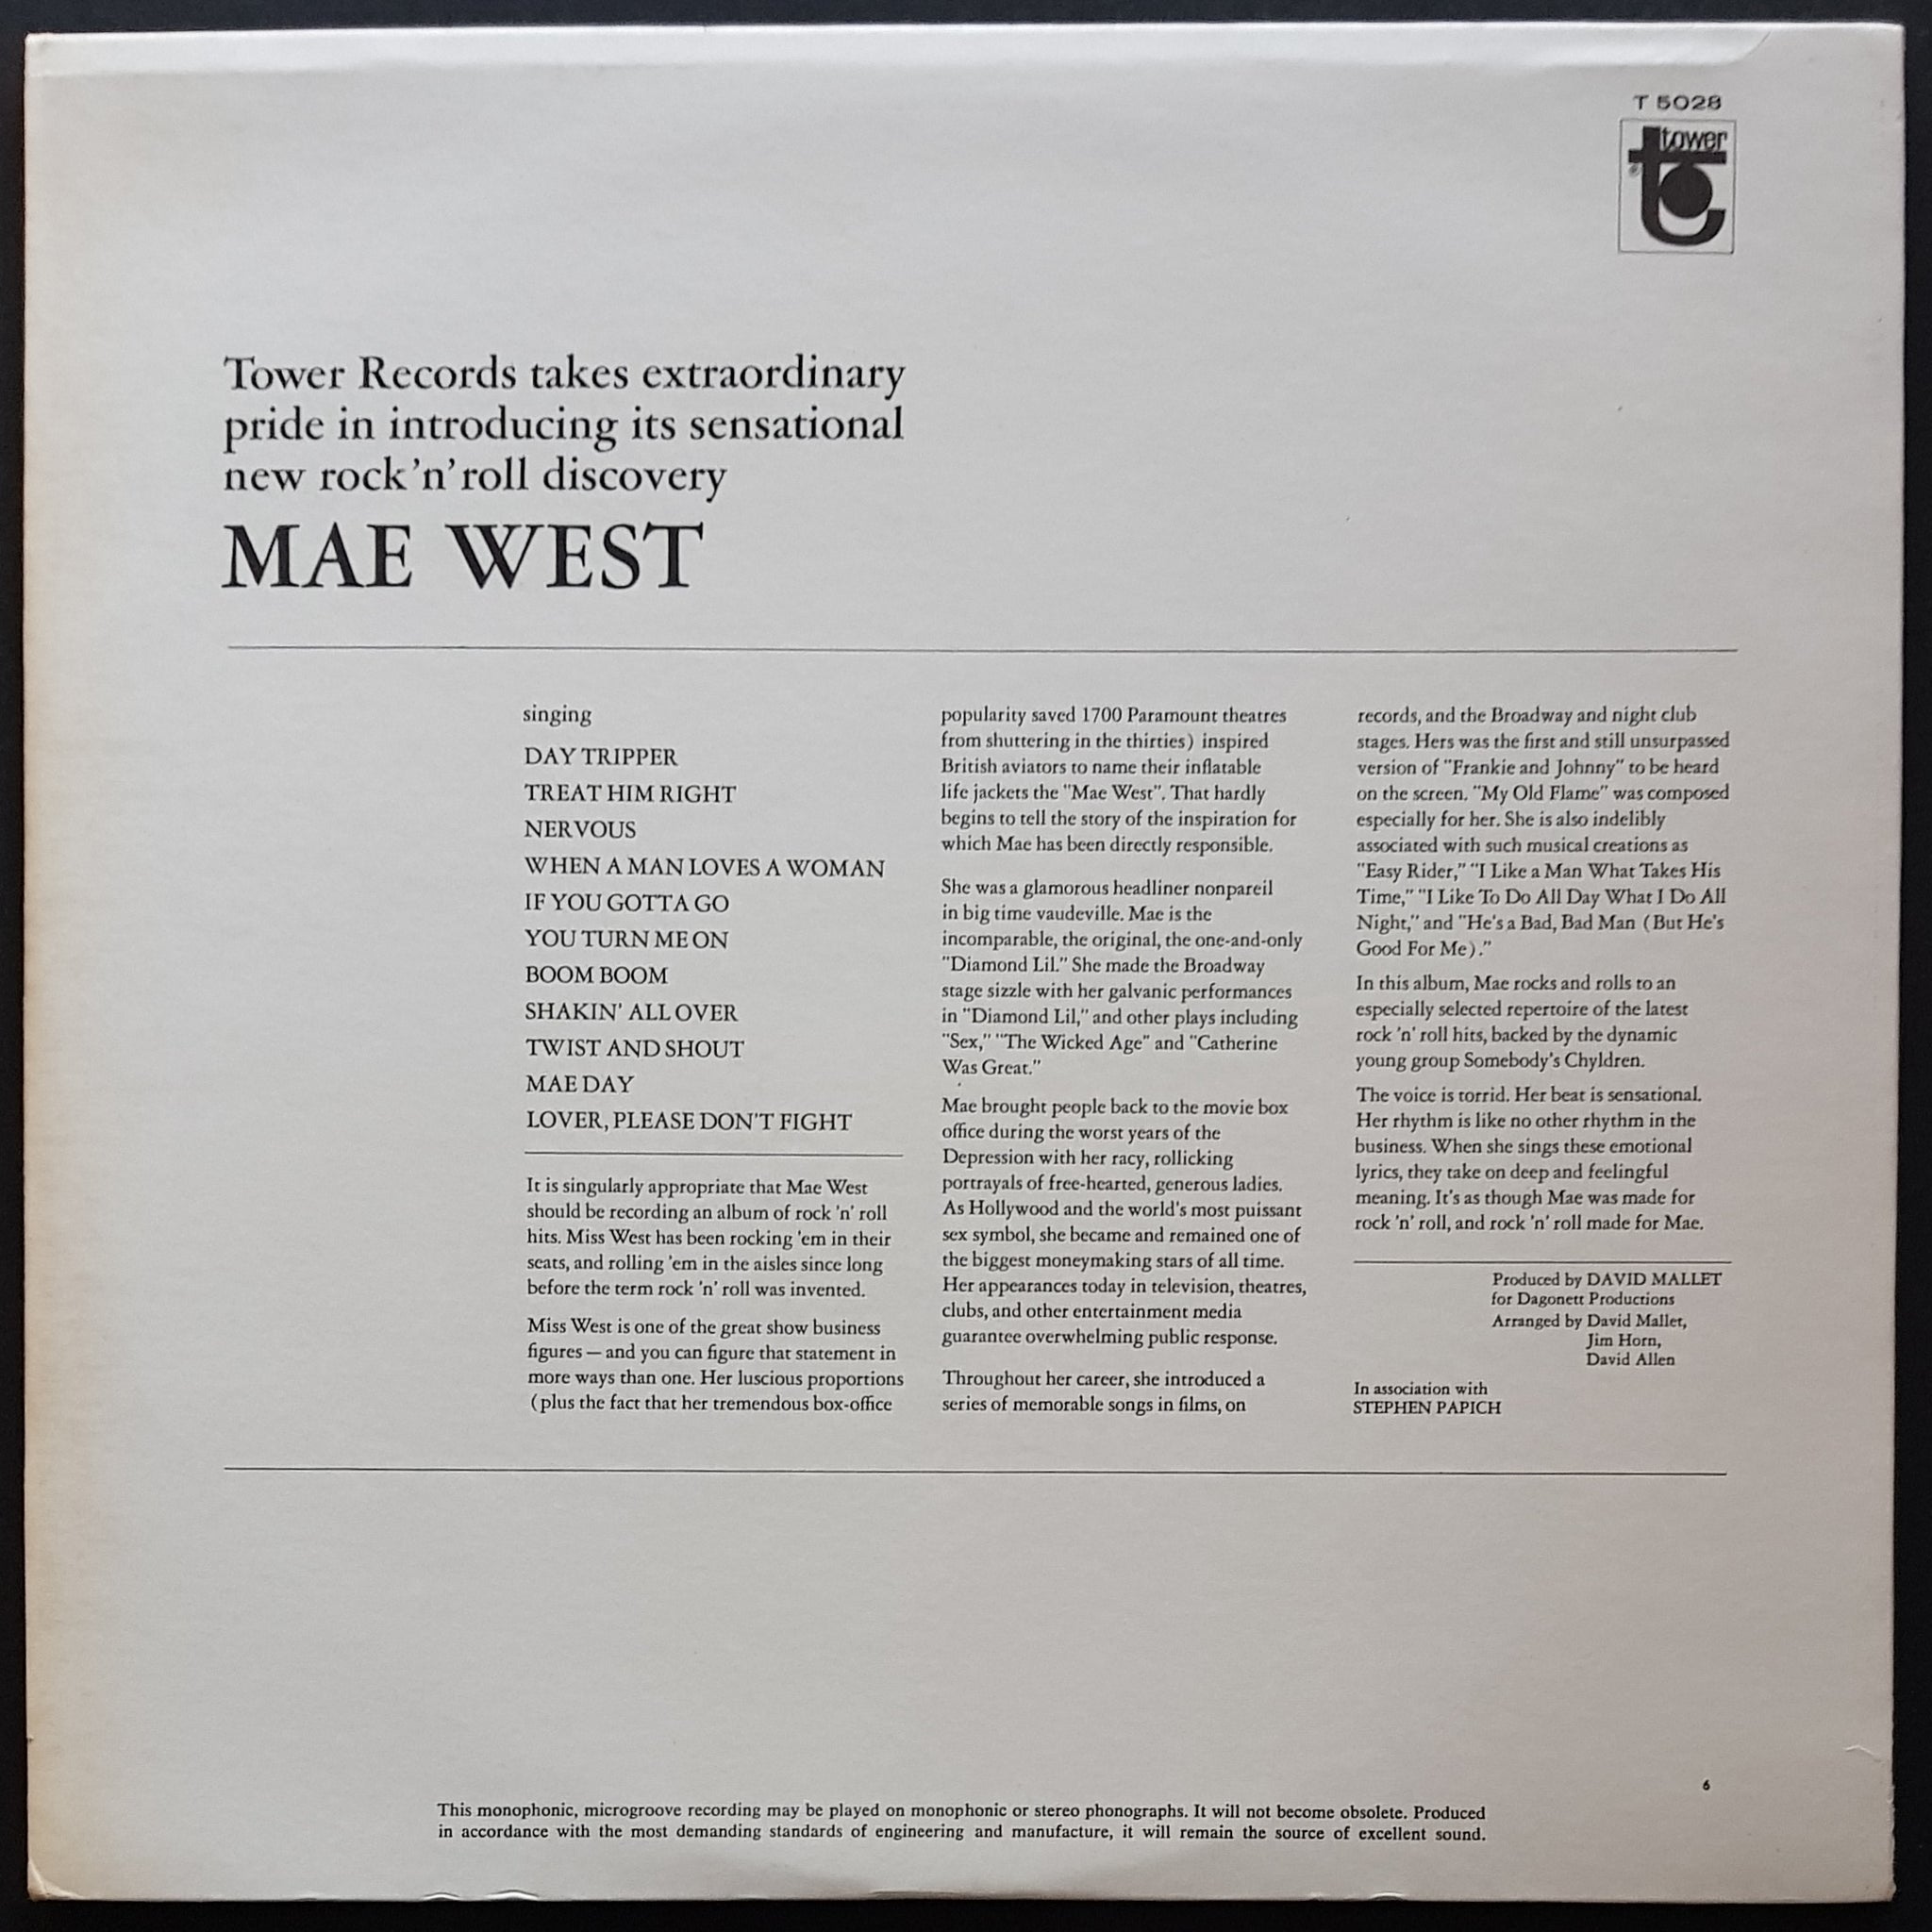 T 5028
tower
Tower Records takes extraordinary
pride in introducing its sensational
new rock 'n' roll discovery
MAE WEST
singing
DAY TRIPPER
TREAT HIM RIGHT
NERVOUS
WHEN A MAN LOVES A WOMAN
IF YOU GOTTA GO
YOU TURN ME ON
BOOM BOOM
SHAKIN' ALL OVER
TWIST AND SHOUT
MAE DAY
LOVER, PLEASE DON'T FIGHT
It is singularly appropriate that Mae West
should be recording an album of rock 'n' roll
hits. Miss West has been rocking 'em in their
seats, and rolling 'em in the aisles since long
before the term rock 'n' roll was invented.
Miss West is one of the great show business
figures — and you can figure that statement in
more ways than one. Her luscious proportions
(plus the fact that her tremendous box-office
popularity saved 1700 Paramount theatres
from shuttering in the thirties) inspired
British aviators to name their inflatable
life jackets the "Mae West". That hardly
begins to tell the story of the inspiration for
which Mae has been directly responsible.
She was a glamorous headliner nonpareil
in big time vaudeville. Mae is the
incomparable, the original, the one-and-only
"Diamond Lil." She made the Broadway
stage sizzle with her galvanic performances
in "Diamond Lil," and other plays including
"Sex," "The Wicked Age" and "Catherine
Was Great."
Mae brought people back to the movie box
office during the worst years of the
Depression with her racy, rollicking
portrayals of free-hearted, generous ladies.
As Hollywood and the world's most puissant
sex symbol, she became and remained one of
the biggest moneymaking stars of all time.
Her appearances today in television, theatres,
clubs, and other entertainment media
guarantee overwhelming public response.
Throughout her career, she introduced a
series of memorable songs in films, on
records, and the Broadway and night club
stages. Hers was the first and still unsurpassed
version of "Frankie and Johnny" to be heard
on the screen. "My Old Flame" was composed
especially for her. She is also indelibly
associated with such musical creations as
"Easy Rider," "I Like a Man What Takes His
Time," "I Like To Do All Day What I Do All
Night," and "He's a Bad, Bad Man (But He's
Good For Me)."
In this album, Mae rocks and rolls to an
especially selected repertoire of the latest
rock 'n' roll hits, backed by the dynamic
young group Somebody's Chyldren.
The voice is torrid. Her beat is sensational.
Her rhythm is like no other rhythm in the
business. When she sings these emotional
lyrics, they take on deep and feelingful
meaning. It's as though Mae was made for
rock 'n' roll, and rock 'n' roll made for Mae.
Produced by DAVID MALLET
for Dagonett Productions
Arranged by David Mallet,
Jim Horn,
David Allen
In association with
STEPHEN PAPICH
6
This monophonic, microgroove recording may be played on monophonic or stereo phonographs. It will not become obsolete. Produced
in accordance with the most demanding standards of engineering and manufacture, it will remain the source of excellent sound.